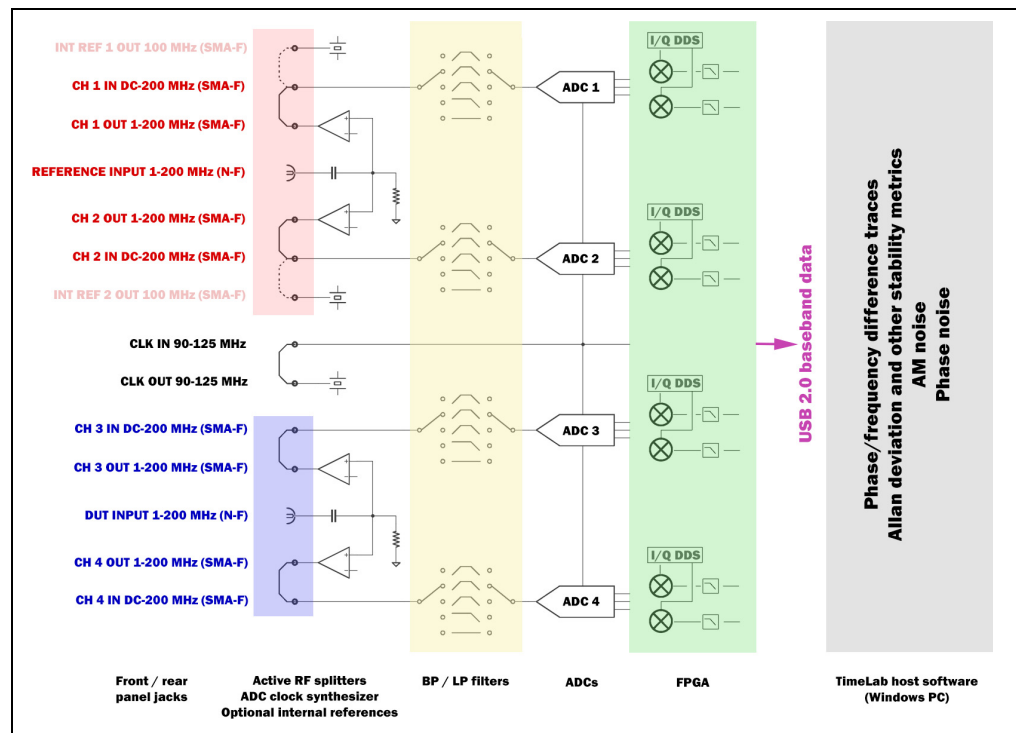 INT REF 1 OUT 100 MHz (SMA-F)
CH 1 IN DC-200 MHz (SMA-F)
CH 1 OUT 1-200 MHz (SMA-F)
REFERENCE INPUT 1-200 MHz (N-F)
CH 2 OUT 1-200 MHz (SMA-F)
CH 2 IN DC-200 MHz (SMA-F)
INT REF 2 OUT 100 MHz (SMA-F)
CLK IN 90-125 MHz
CLK OUT 90-125 MHz
CH 3 IN DC-200 MHz (SMA-F)
CH 3 OUT 1-200 MHz (SMA-F)
DUT INPUT 1-200 MHz (N-F)
CH 4 OUT 1-200 MHz (SMA-F)
CH 4 IN DC-200 MHz (SMA-F)
ADC 1
ADC 2
ADC 3
ADC 4
I/Q DDS
I/Q DDS
I/Q DDS
I/Q DDS
USB 2.0 baseband data
Phase/frequency difference traces
Allan deviation and other stability metrics
AM noise
Phase noise
Front / rear
panel jacks
Active RF splitters
ADC clock synthesizer
Optional internal references
BP / LP filters
ADCs
FPGA
TimeLab host software
(Windows PC)